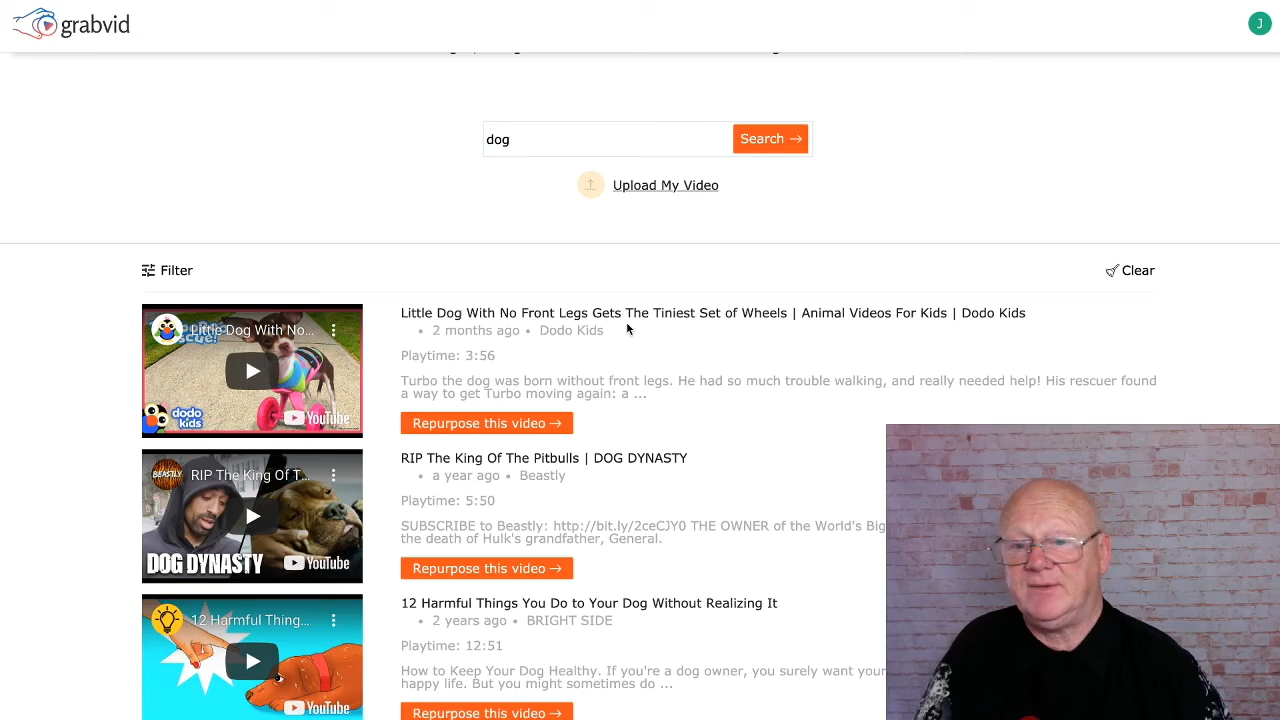 grabvid
J
dog
Search →
Upload My Video
Filter
Clear
Little Dog With No...
dodo
kids
YouTube
Little Dog With No Front Legs Gets The Tiniest Set of Wheels | Animal Videos For Kids | Dodo Kids
• 2 months ago • Dodo Kids
Playtime: 3:56
Turbo the dog was born without front legs. He had so much trouble walking, and really needed help! His rescuer found
a way to get Turbo moving again: a ...
Repurpose this video →
BEASTLY
RIP The King Of T...
DOG DYNASTY
YouTube
RIP The King Of The Pitbulls | DOG DYNASTY
• a year ago • Beastly
Playtime: 5:50
SUBSCRIBE to Beastly: http://bit.ly/2ceCJY0 THE OWNER of the World's Big
the death of Hulk's grandfather, General.
Repurpose this video →
12 Harmful Thing...
YouTube
12 Harmful Things You Do to Your Dog Without Realizing It
• 2 years ago • BRIGHT SIDE
Playtime: 12:51
How to Keep Your Dog Healthy. If you're a dog owner, you surely want your
happy life. But you might sometimes do ...
Repurpose this video →